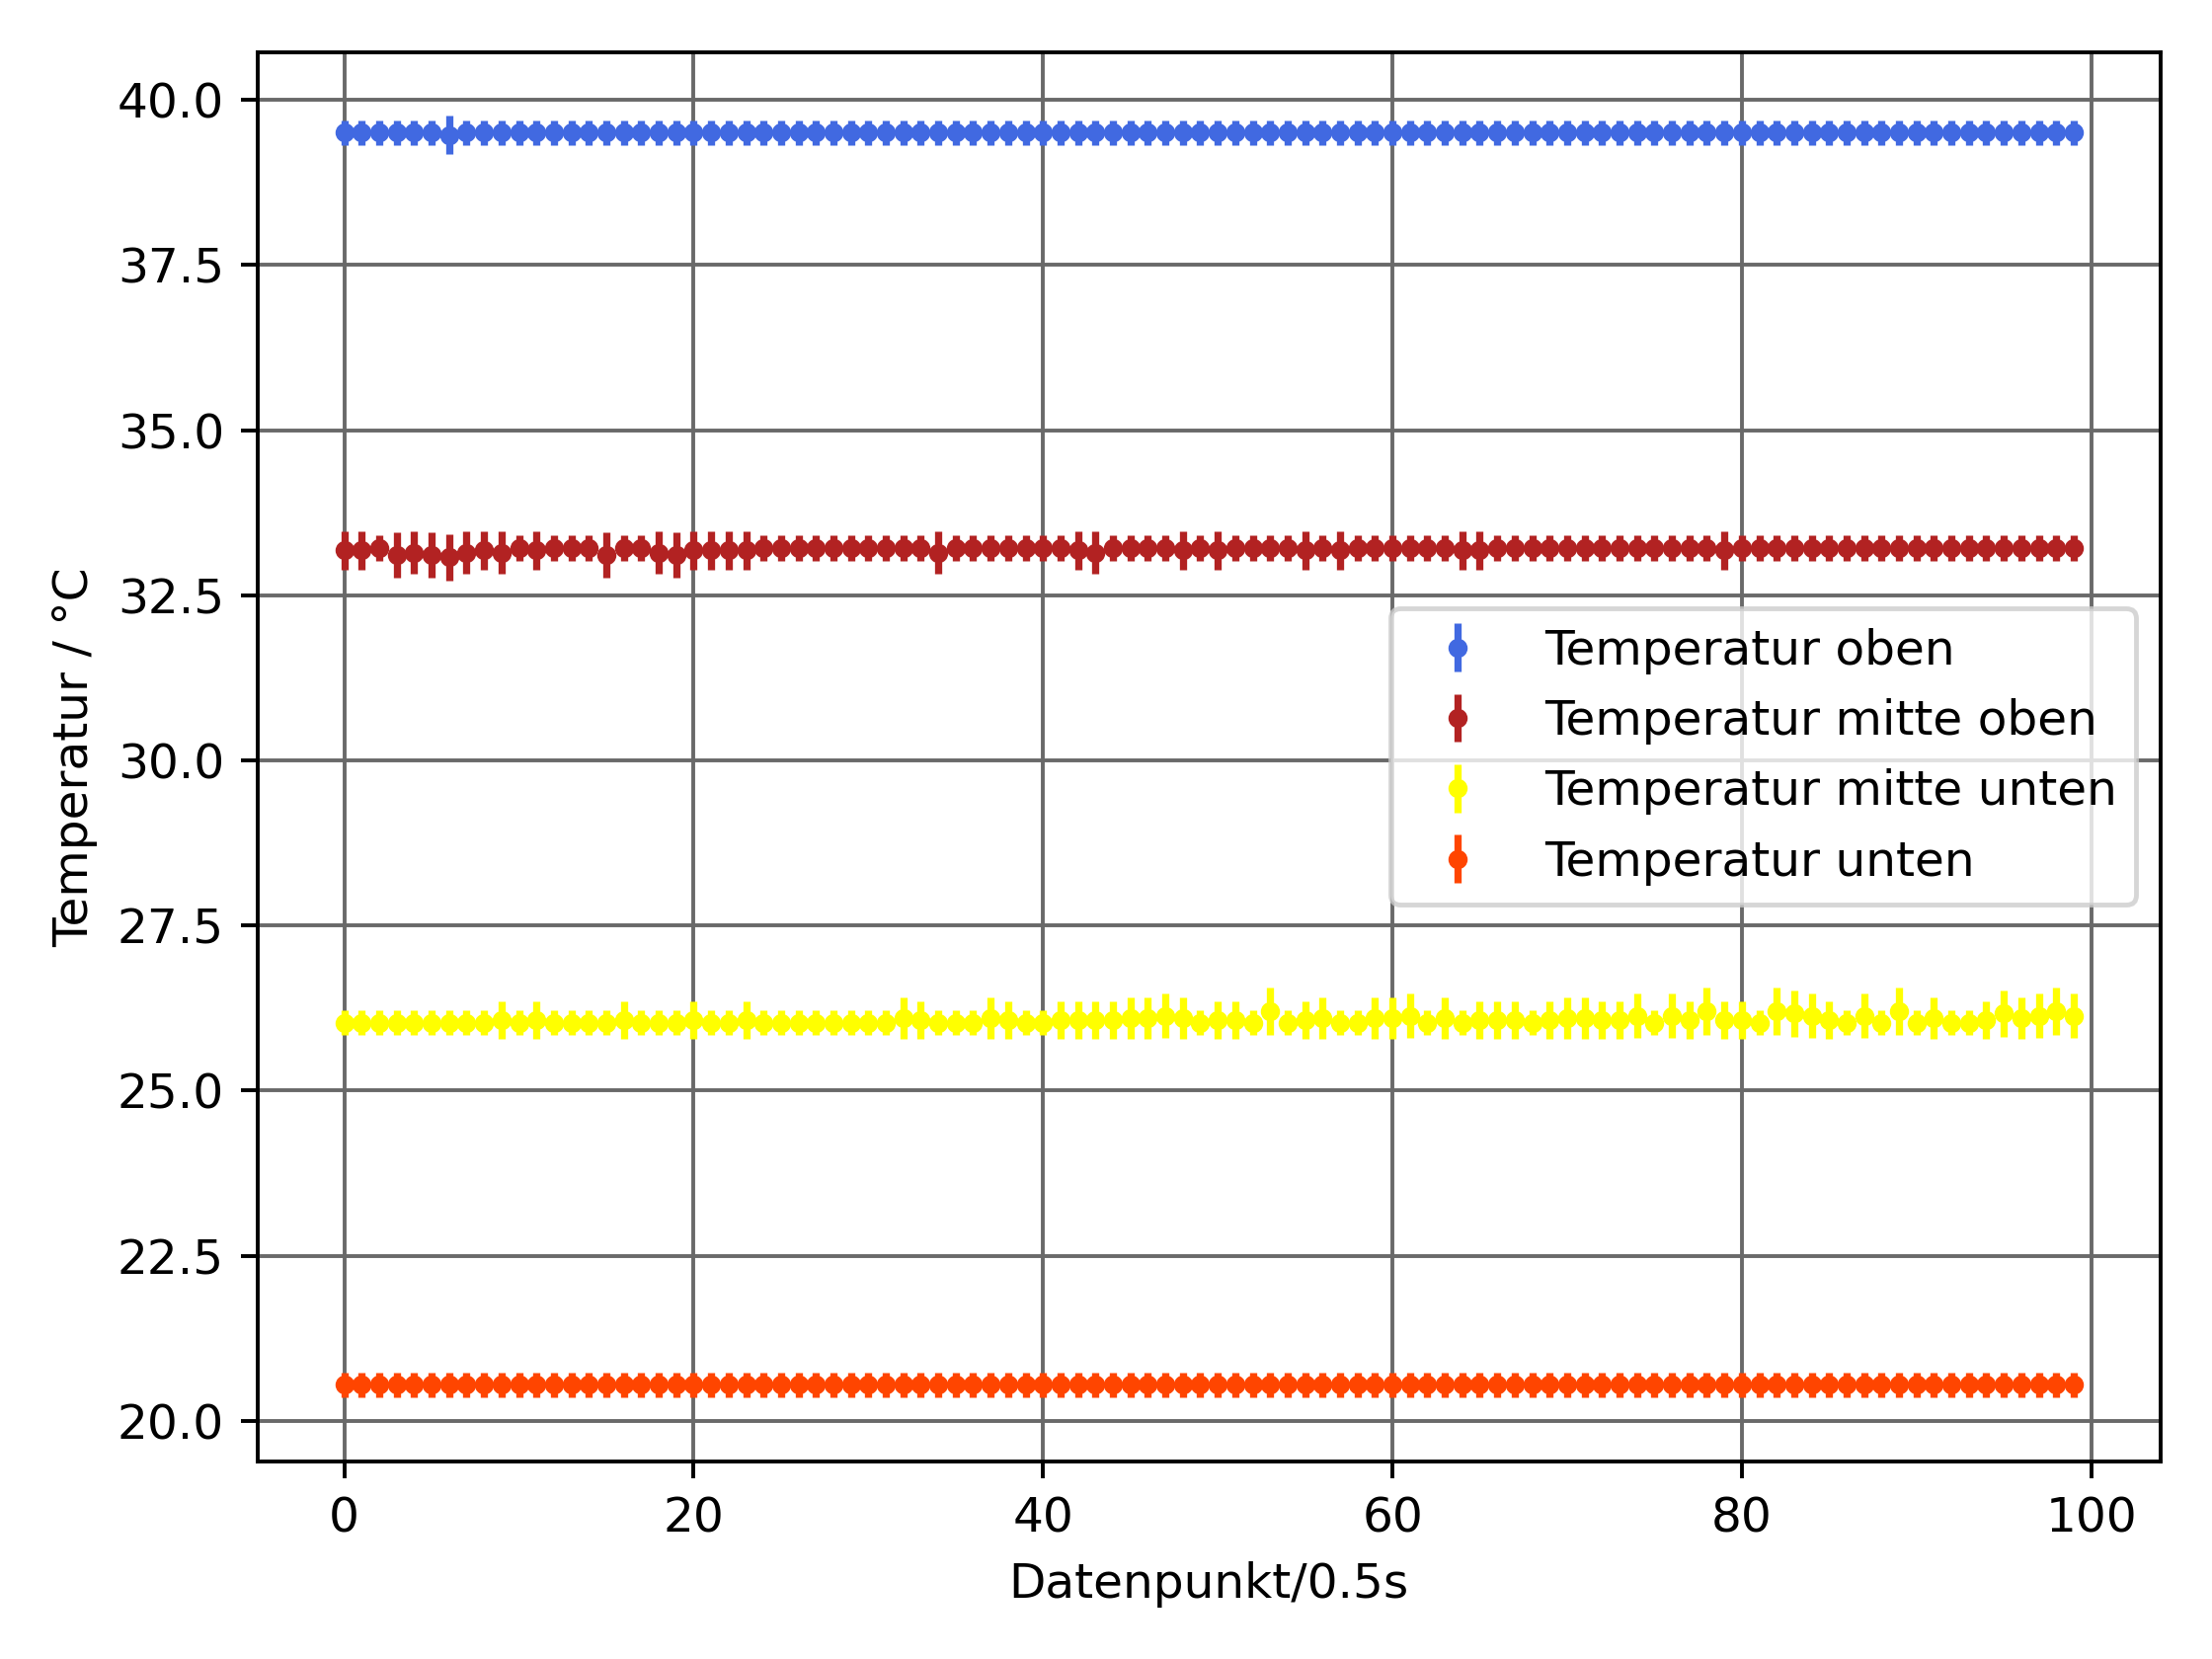 40.0
37.5
35.0
32.5
30.0
27.5
25.0
22.5
20.0
Temperatur / °C
Temperatur oben
Temperatur mitte oben
Temperatur mitte unten
Temperatur unten
0 20 40 60 80 100
Datenpunkt/0.5s